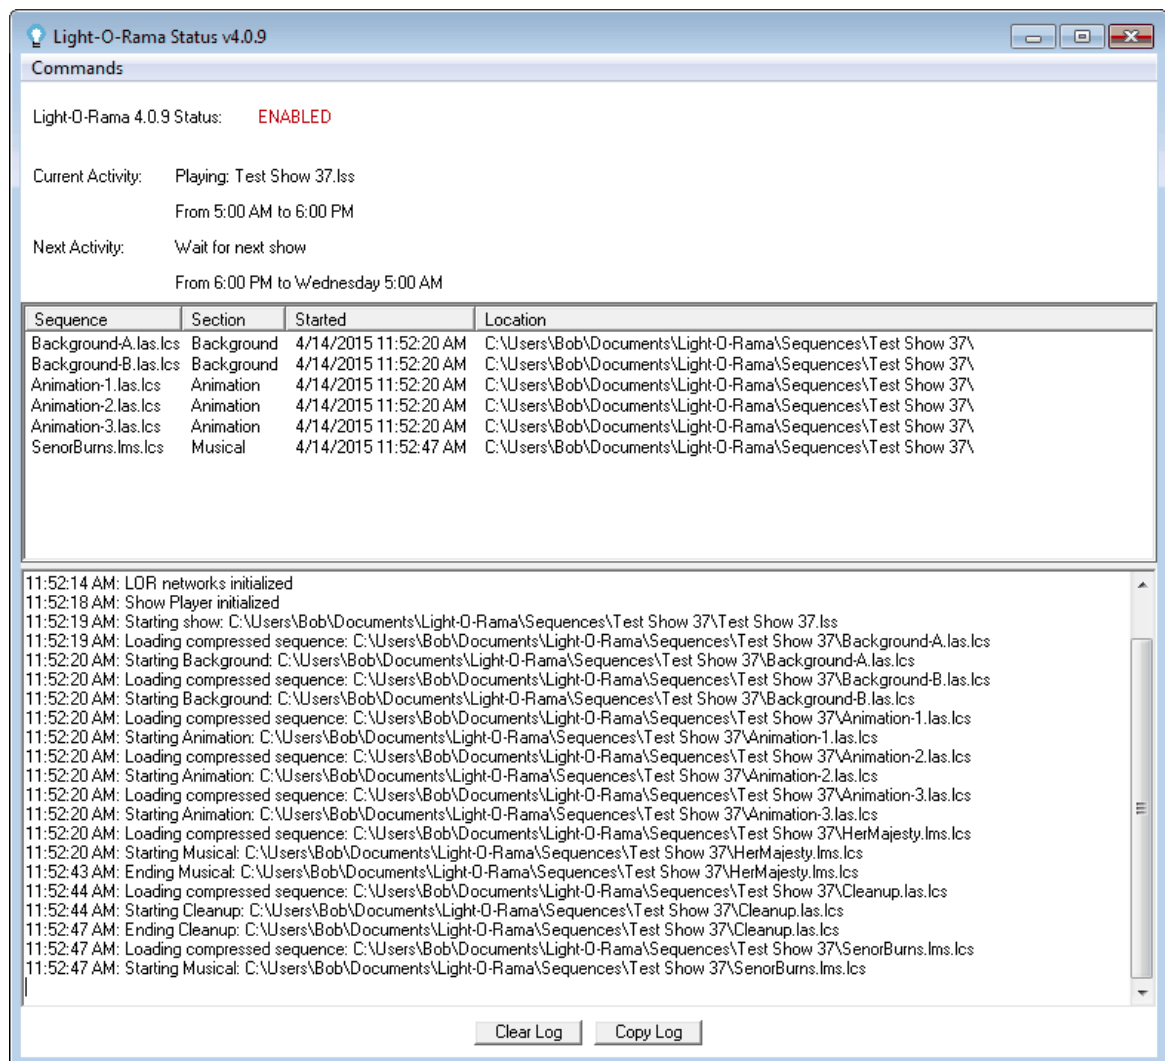 Light-O-Rama Status v4.0.9
Commands
Light-O-Rama 4.0.9 Status: ENABLED
Current Activity: Playing: Test Show 37.lss
From 5:00 AM to 6:00 PM
Next Activity: Wait for next show
From 6:00 PM to Wednesday 5:00 AM
Sequence Section Started Location
Background-A.las.lcs Background 4/14/2015 11:52:20 AM C:\Users\Bob\Documents\Light-O-Rama\Sequences\Test Show 37\
Background-B.las.lcs Background 4/14/2015 11:52:20 AM C:\Users\Bob\Documents\Light-O-Rama\Sequences\Test Show 37\
Animation-1.las.lcs Animation 4/14/2015 11:52:20 AM C:\Users\Bob\Documents\Light-O-Rama\Sequences\Test Show 37\
Animation-2.las.lcs Animation 4/14/2015 11:52:20 AM C:\Users\Bob\Documents\Light-O-Rama\Sequences\Test Show 37\
Animation-3.las.lcs Animation 4/14/2015 11:52:20 AM C:\Users\Bob\Documents\Light-O-Rama\Sequences\Test Show 37\
SenorBurns.lms.lcs Musical 4/14/2015 11:52:47 AM C:\Users\Bob\Documents\Light-O-Rama\Sequences\Test Show 37\
11:52:14 AM: LOR networks initialized
11:52:18 AM: Show Player initialized
11:52:19 AM: Starting show: C:\Users\Bob\Documents\Light-O-Rama\Sequences\Test Show 37\Test Show 37.lss
11:52:19 AM: Loading compressed sequence: C:\Users\Bob\Documents\Light-O-Rama\Sequences\Test Show 37\Background-A.las.lcs
11:52:20 AM: Starting Background: C:\Users\Bob\Documents\Light-O-Rama\Sequences\Test Show 37\Background-A.las.lcs
11:52:20 AM: Loading compressed sequence: C:\Users\Bob\Documents\Light-O-Rama\Sequences\Test Show 37\Background-B.las.lcs
11:52:20 AM: Starting Background: C:\Users\Bob\Documents\Light-O-Rama\Sequences\Test Show 37\Background-B.las.lcs
11:52:20 AM: Loading compressed sequence: C:\Users\Bob\Documents\Light-O-Rama\Sequences\Test Show 37\Animation-1.las.lcs
11:52:20 AM: Starting Animation: C:\Users\Bob\Documents\Light-O-Rama\Sequences\Test Show 37\Animation-1.las.lcs
11:52:20 AM: Loading compressed sequence: C:\Users\Bob\Documents\Light-O-Rama\Sequences\Test Show 37\Animation-2.las.lcs
11:52:20 AM: Starting Animation: C:\Users\Bob\Documents\Light-O-Rama\Sequences\Test Show 37\Animation-2.las.lcs
11:52:20 AM: Loading compressed sequence: C:\Users\Bob\Documents\Light-O-Rama\Sequences\Test Show 37\Animation-3.las.lcs
11:52:20 AM: Starting Animation: C:\Users\Bob\Documents\Light-O-Rama\Sequences\Test Show 37\Animation-3.las.lcs
11:52:20 AM: Loading compressed sequence: C:\Users\Bob\Documents\Light-O-Rama\Sequences\Test Show 37\HerMajesty.lms.lcs
11:52:20 AM: Starting Musical: C:\Users\Bob\Documents\Light-O-Rama\Sequences\Test Show 37\HerMajesty.lms.lcs
11:52:43 AM: Ending Musical: C:\Users\Bob\Documents\Light-O-Rama\Sequences\Test Show 37\HerMajesty.lms.lcs
11:52:44 AM: Loading compressed sequence: C:\Users\Bob\Documents\Light-O-Rama\Sequences\Test Show 37\Cleanup.las.lcs
11:52:44 AM: Starting Cleanup: C:\Users\Bob\Documents\Light-O-Rama\Sequences\Test Show 37\Cleanup.las.lcs
11:52:47 AM: Ending Cleanup: C:\Users\Bob\Documents\Light-O-Rama\Sequences\Test Show 37\Cleanup.las.lcs
11:52:47 AM: Loading compressed sequence: C:\Users\Bob\Documents\Light-O-Rama\Sequences\Test Show 37\SenorBurns.lms.lcs
11:52:47 AM: Starting Musical: C:\Users\Bob\Documents\Light-O-Rama\Sequences\Test Show 37\SenorBurns.lms.lcs
Clear Log Copy Log